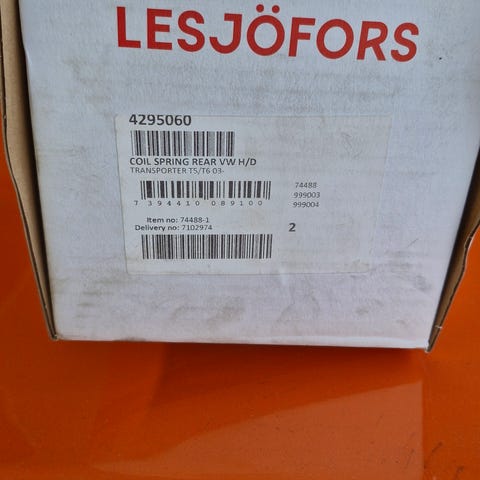 LESJÖFORS
4295060
COIL SPRING REAR VW H/D
TRANSPORTER T5/T6 03-
7 394410 089100
74488
999003
999004
Item no: 74488-1
Delivery no: 7102974
2